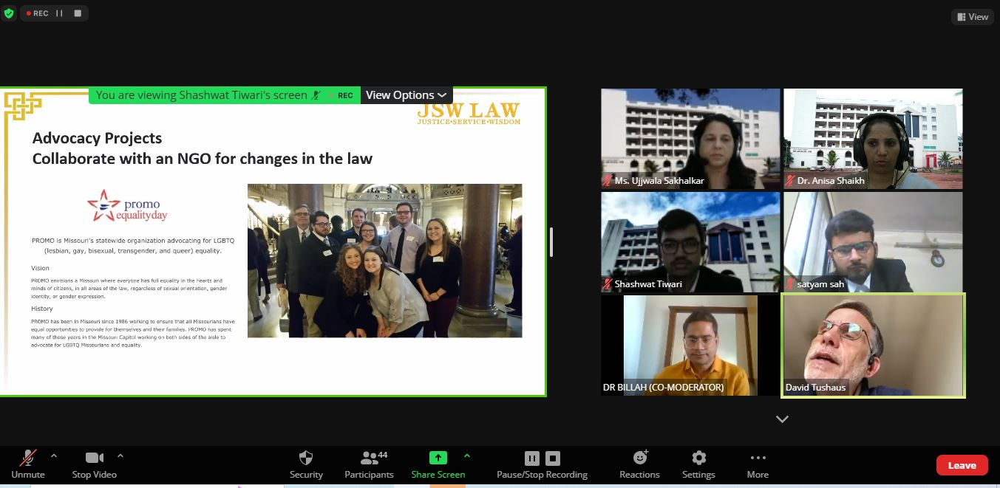 REC
View
You are viewing Shashwat Tiwari's screen
REC
View Options
JSW LAW
JUSTICE•SERVICE•WISDOM
Advocacy Projects
Collaborate with an NGO for changes in the law
promo
equalityday
PROMO is Missouri's statewide organization advocating for LGBTQ
(lesbian, gay, bisexual, transgender, and queer) equality.
Vision
PROMO envisions a Missouri where everyone has full equality in the hearts and
minds of citizens, in all areas of the law, regardless of sexual orientation, gender
identity, or gender expression.
History
PROMO has been in Missouri since 1986 working to ensure that all Missourians have
equal opportunities to provide for themselves and their families. PROMO has spent
many of those years in the Missouri Capitol working on both sides of the aisle to
advocate for LGBTQ Missourians and equality.
Ms. Ujjwala Sakhalkar
Dr. Anisa Shaikh
Shashwat Tiwari
satyam sah
DR BILLAH (CO-MODERATOR)
David Tushaus
Unmute
Stop Video
Security
44
Participants
Share Screen
Pause/Stop Recording
Reactions
Settings
More
Leave